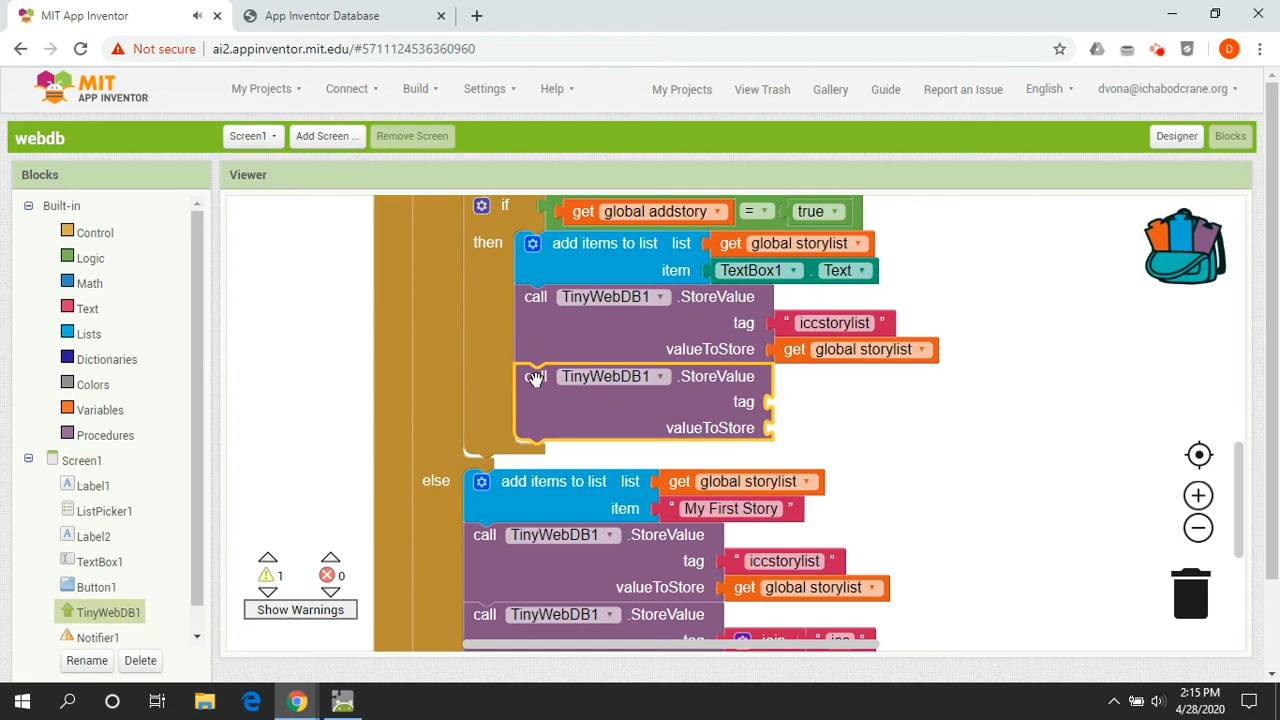 MIT App Inventor
App Inventor Database
Not secure
ai2.appinventor.mit.edu/#5711124536360960
D
MIT
APP INVENTOR
My Projects
Connect
Build
Settings
Help
My Projects
View Trash
Gallery
Guide
Report an Issue
English
dvona@ichabodcrane.org
webdb
Screen1
Add Screen ...
Remove Screen
Designer
Blocks
Blocks
Viewer
Built-in
Control
Logic
Math
Text
Lists
Dictionaries
Colors
Variables
Procedures
Screen1
Label1
ListPicker1
Label2
TextBox1
Button1
TinyWebDB1
Notifier1
Rename
Delete
if
get global addstory = true
then
add items to list list get global storylist
item TextBox1 . Text
call TinyWebDB1 .StoreValue
tag “ iccstorylist ”
valueToStore get global storylist
call TinyWebDB1 .StoreValue
tag
valueToStore
else
add items to list list get global storylist
item “ My First Story ”
call TinyWebDB1 .StoreValue
tag “ iccstorylist ”
valueToStore get global storylist
call TinyWebDB1 .StoreValue
tag join “ icc ”
1
0
Show Warnings
2:15 PM
4/28/2020